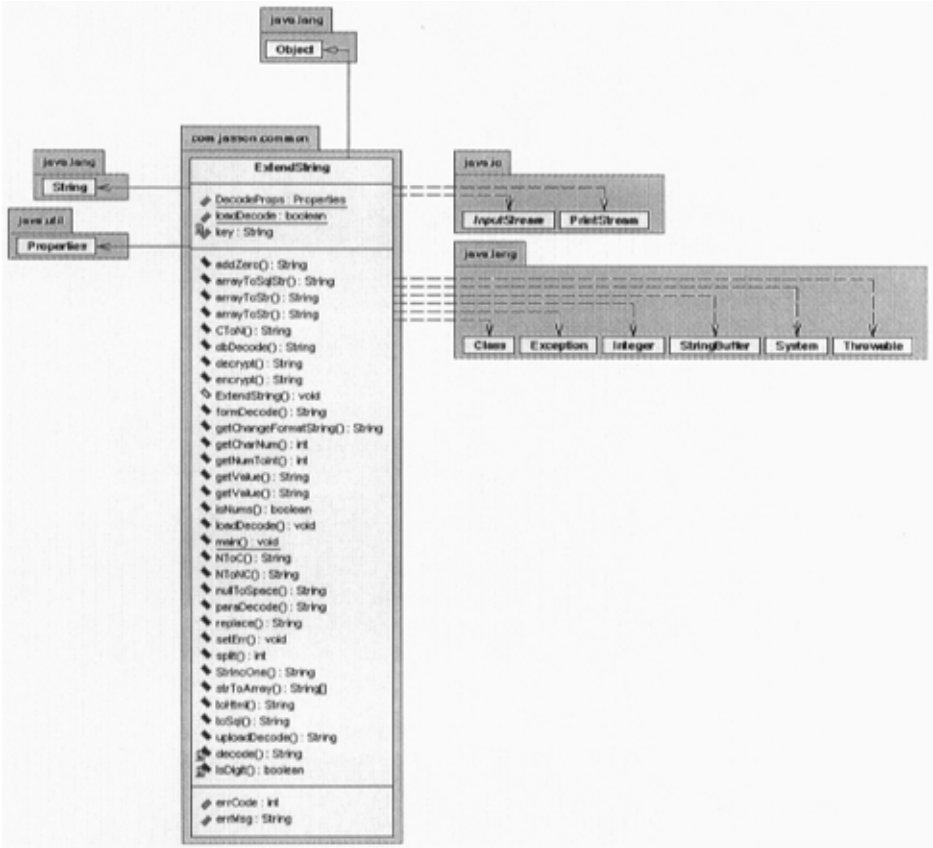 java.lang
Object
com.jasson.common
ExtendString
java.lang
String
java.util
Properties
DecodeProps : Properties
loadDecode : boolean
key : String
java.io
InputStream
PrintStream
java.lang
Class
Exception
Integer
StringBuffer
System
Throwable
addZero() : String
arrayToSqlStr() : String
arrayToStr() : String
arrayToStr() : String
CToN() : String
dbDecode() : String
decrypt() : String
encrypt() : String
ExtendString() : void
formDecode() : String
getChangeFormatString() : String
getCharNum() : int
getNumToInt() : int
getValue() : String
getValue() : String
isNums() : boolean
loadDecode() : void
main() : void
NToC() : String
NToNC() : String
nullToSpace() : String
paraDecode() : String
replace() : String
setErr() : void
split() : int
StrincOne() : String
strToArray() : String[]
toHtml() : String
toSql() : String
uploadDecode() : String
decode() : String
isDigit() : boolean
errCode : int
errMsg : String